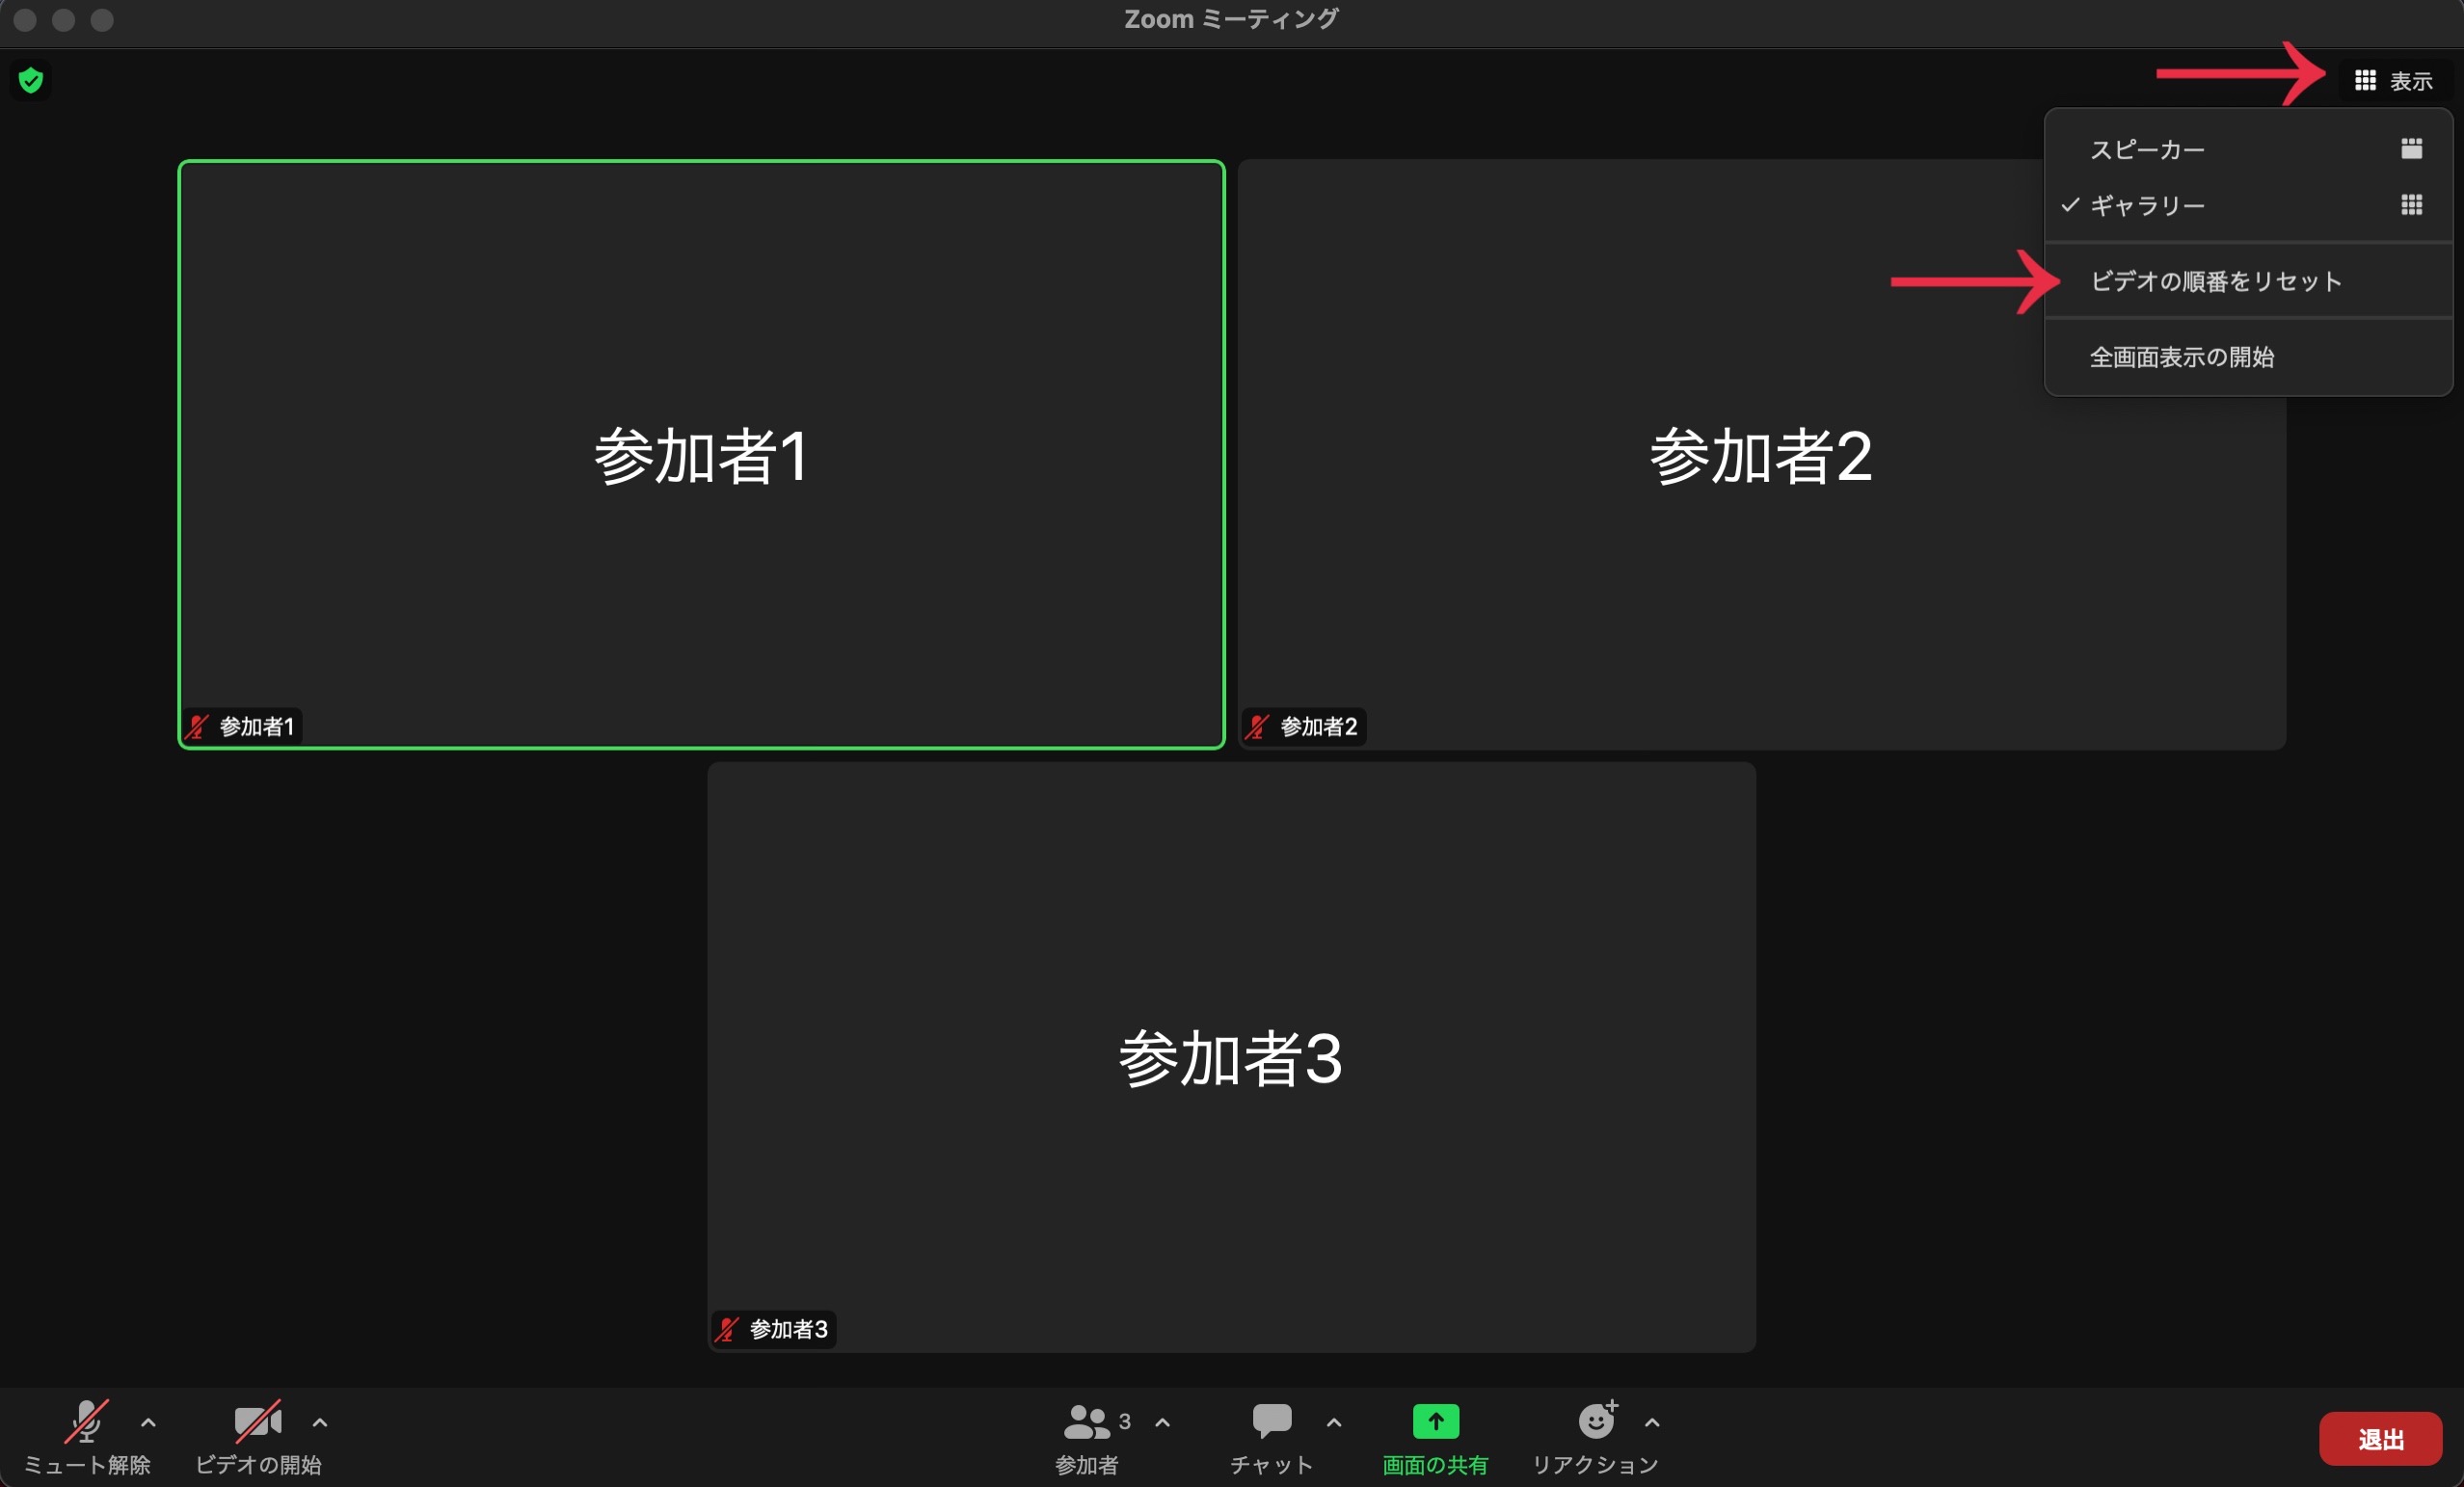 Zoom ミーティング
表示
スピーカー
ギャラリー
ビデオの順番をリセット
全画面表示の開始
参加者1
参加者2
参加者1
参加者2
参加者3
参加者3
3
ミュート解除
ビデオの開始
参加者
チャット
画面の共有
リアクション
退出